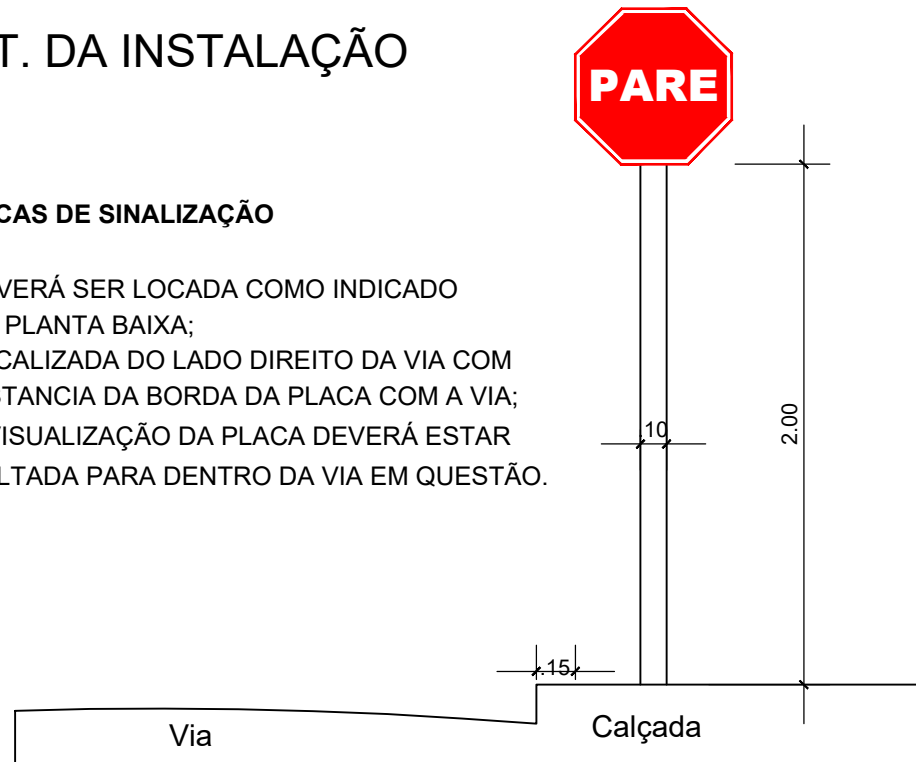 T. DA INSTALAÇÃO
PARE
CAS DE SINALIZAÇÃO
VERÁ SER LOCADA COMO INDICADO
PLANTA BAIXA;
CALIZADA DO LADO DIREITO DA VIA COM
STANCIA DA BORDA DA PLACA COM A VIA;
VISUALIZAÇÃO DA PLACA DEVERÁ ESTAR
LTADA PARA DENTRO DA VIA EM QUESTÃO.
.10
2.00
.15
Via
Calçada